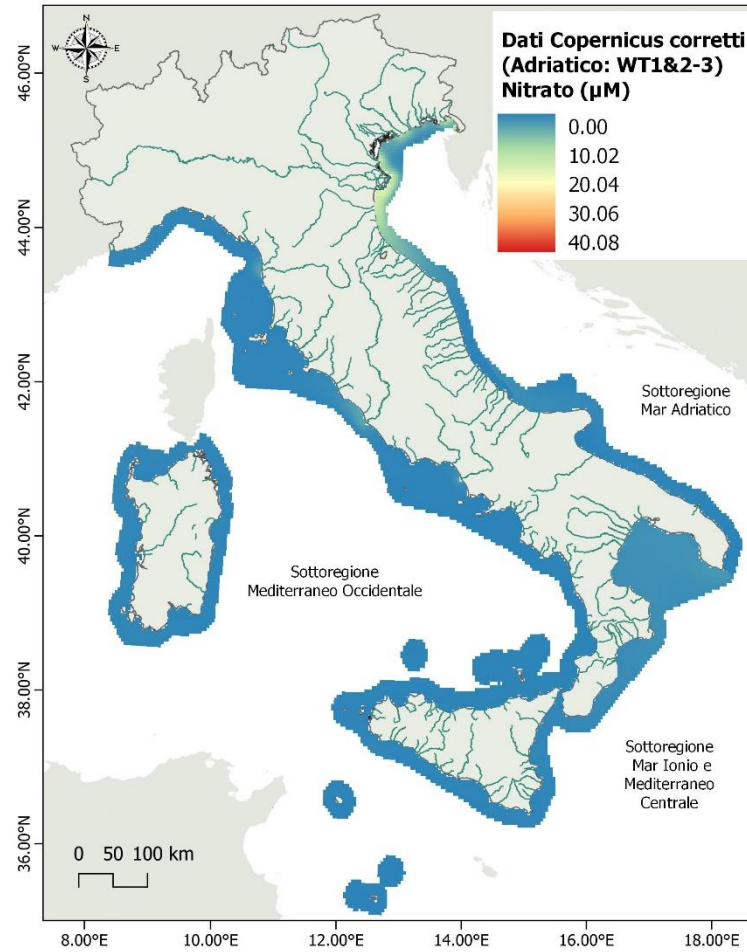 N
W E
S
Dati Copernicus corretti
(Adriatico: WT1&2-3)
Nitrato (µM)
0.00
10.02
20.04
30.06
40.08
46.00°N
44.00°N
42.00°N
40.00°N
38.00°N
36.00°N
Sottoregione
Mar Adriatico
Sottoregione
Mediterraneo Occidentale
Sottoregione
Mar Ionio e
Mediterraneo
Centrale
0 50 100 km
8.00°E 10.00°E 12.00°E 14.00°E 16.00°E 18.00°E